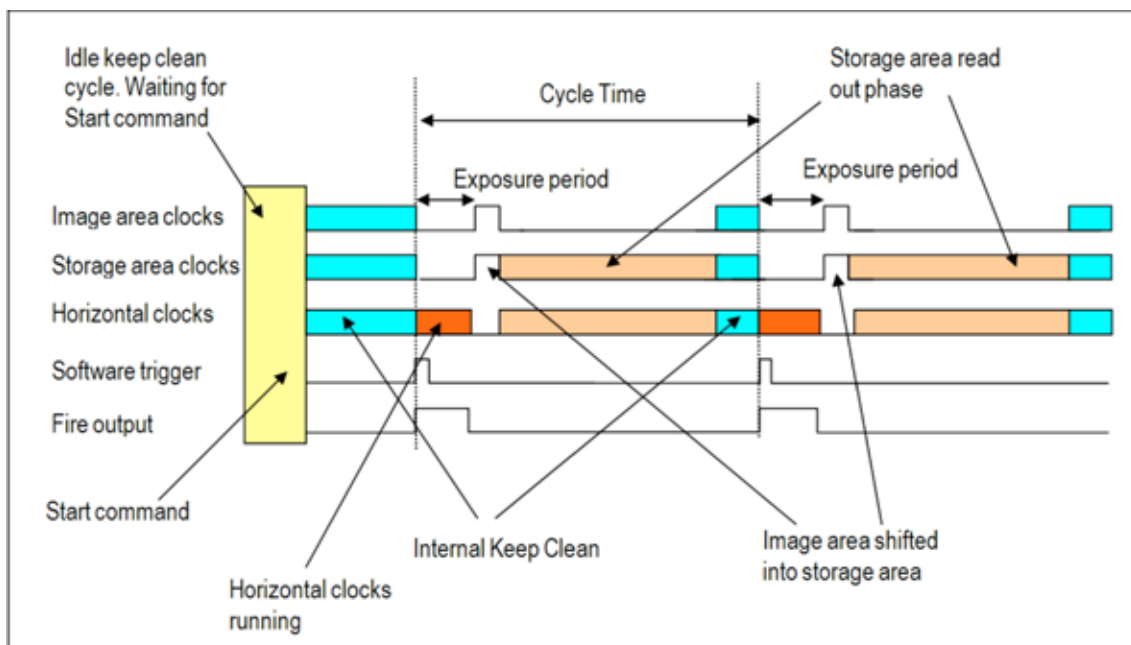 Idle keep clean
cycle. Waiting for
Start command
Cycle Time
Storage area read
out phase
Exposure period
Exposure period
Image area clocks
Storage area clocks
Horizontal clocks
Software trigger
Fire output
Start command
Internal Keep Clean
Horizontal clocks
running
Image area shifted
into storage area